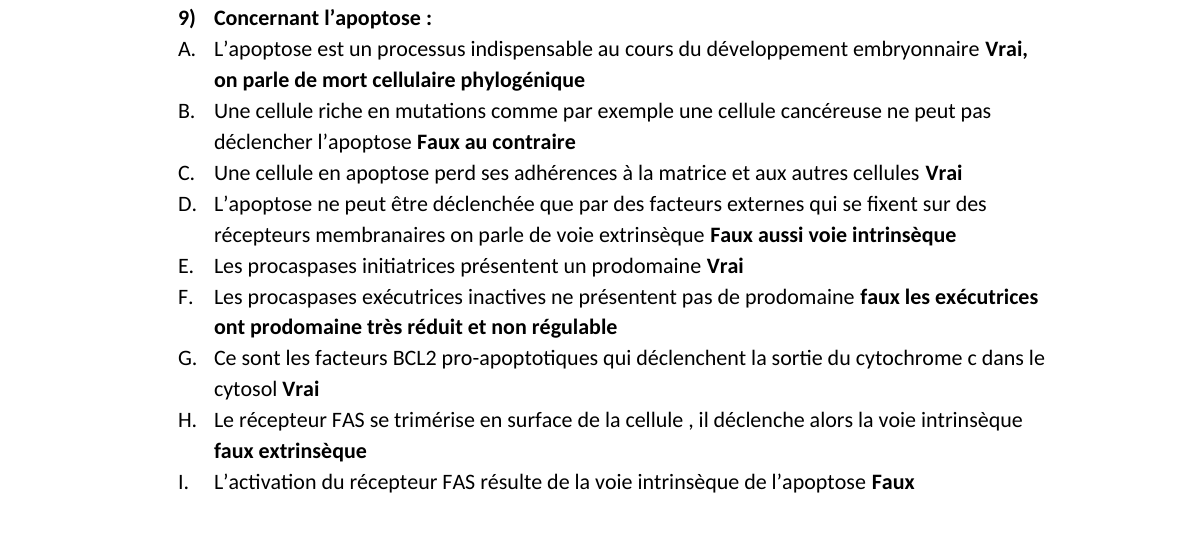 9) Concernant l’apoptose :
A. L’apoptose est un processus indispensable au cours du développement embryonnaire Vrai,
on parle de mort cellulaire phylogénique
B. Une cellule riche en mutations comme par exemple une cellule cancéreuse ne peut pas
déclencher l’apoptose Faux au contraire
C. Une cellule en apoptose perd ses adhérences à la matrice et aux autres cellules Vrai
D. L’apoptose ne peut être déclenchée que par des facteurs externes qui se fixent sur des
récepteurs membranaires on parle de voie extrinsèque Faux aussi voie intrinsèque
E. Les procaspases initiatrices présentent un prodomaine Vrai
F. Les procaspases exécutrices inactives ne présentent pas de prodomaine faux les exécutrices
ont prodomaine très réduit et non régulable
G. Ce sont les facteurs BCL2 pro-apoptotiques qui déclenchent la sortie du cytochrome c dans le
cytosol Vrai
H. Le récepteur FAS se trimérise en surface de la cellule , il déclenche alors la voie intrinsèque
faux extrinsèque
I. L’activation du récepteur FAS résulte de la voie intrinsèque de l’apoptose Faux